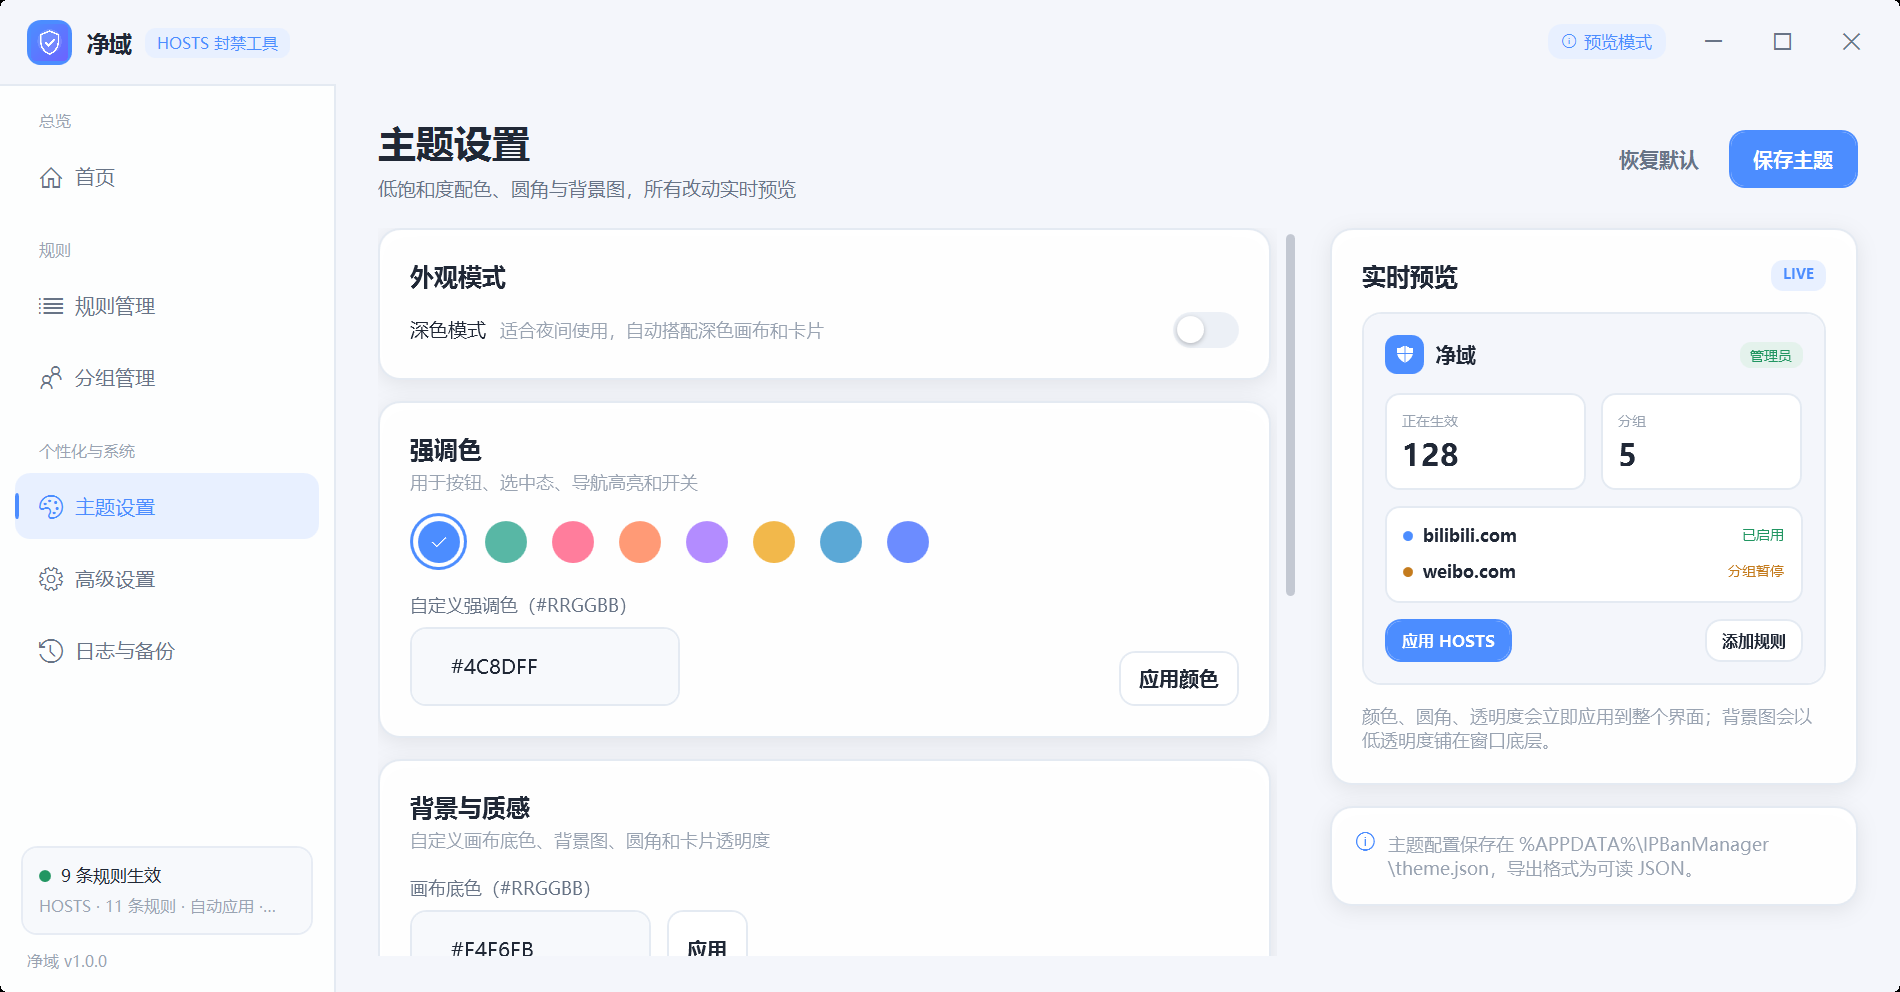 净域
HOSTS 封禁工具
预览模式
总览
首页
规则
规则管理
分组管理
个性化与系统
主题设置
高级设置
日志与备份
9 条规则生效
HOSTS · 11 条规则 · 自动应用 ·...
净域 v1.0.0
主题设置
低饱和度配色、圆角与背景图，所有改动实时预览
恢复默认
保存主题
外观模式
深色模式 适合夜间使用，自动搭配深色画布和卡片
强调色
用于按钮、选中态、导航高亮和开关
自定义强调色（#RRGGBB）
#4C8DFF
应用颜色
背景与质感
自定义画布底色、背景图、圆角和卡片透明度
画布底色（#RRGGBB）
#F4F6FB
应用
实时预览
LIVE
净域
管理员
正在生效
128
分组
5
bilibili.com
已启用
weibo.com
分组暂停
应用 HOSTS
添加规则
颜色、圆角、透明度会立即应用到整个界面；背景图会以
低透明度铺在窗口底层。
主题配置保存在 %APPDATA%\IPBanManager
\theme.json，导出格式为可读 JSON。